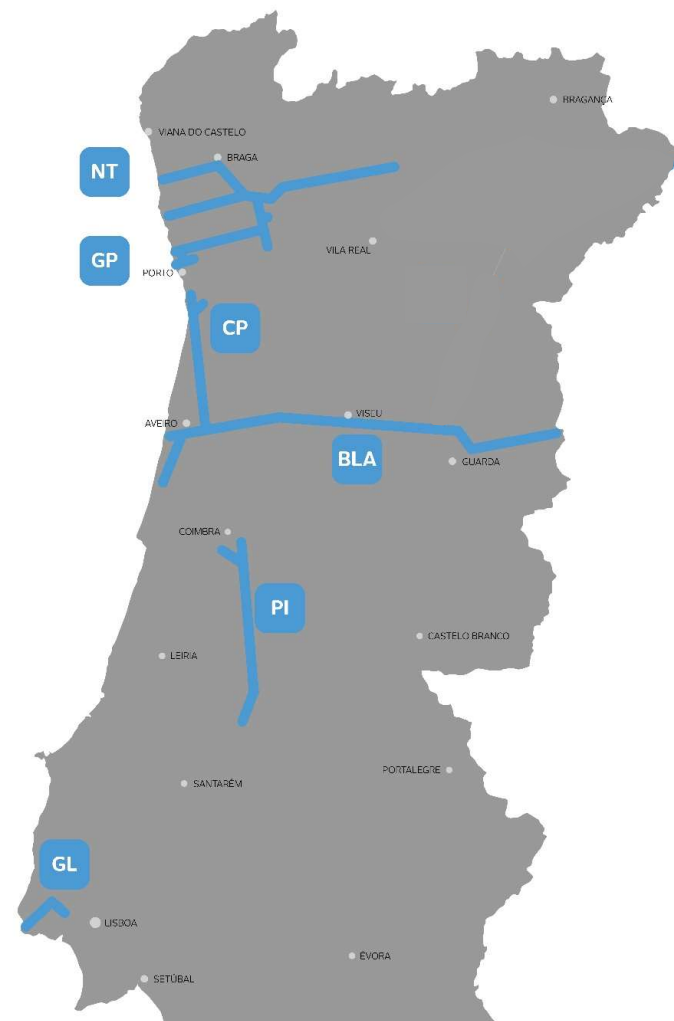 BRAGANÇA
VIANA DO CASTELO
BRAGA
NT
VILA REAL
GP
PORTO
CP
AVEIRO
VISEU
BLA
GUARDA
COIMBRA
PI
CASTELO BRANCO
LEIRIA
PORTALEGRE
SANTARÉM
GL
LISBOA
ÉVORA
SETÚBAL